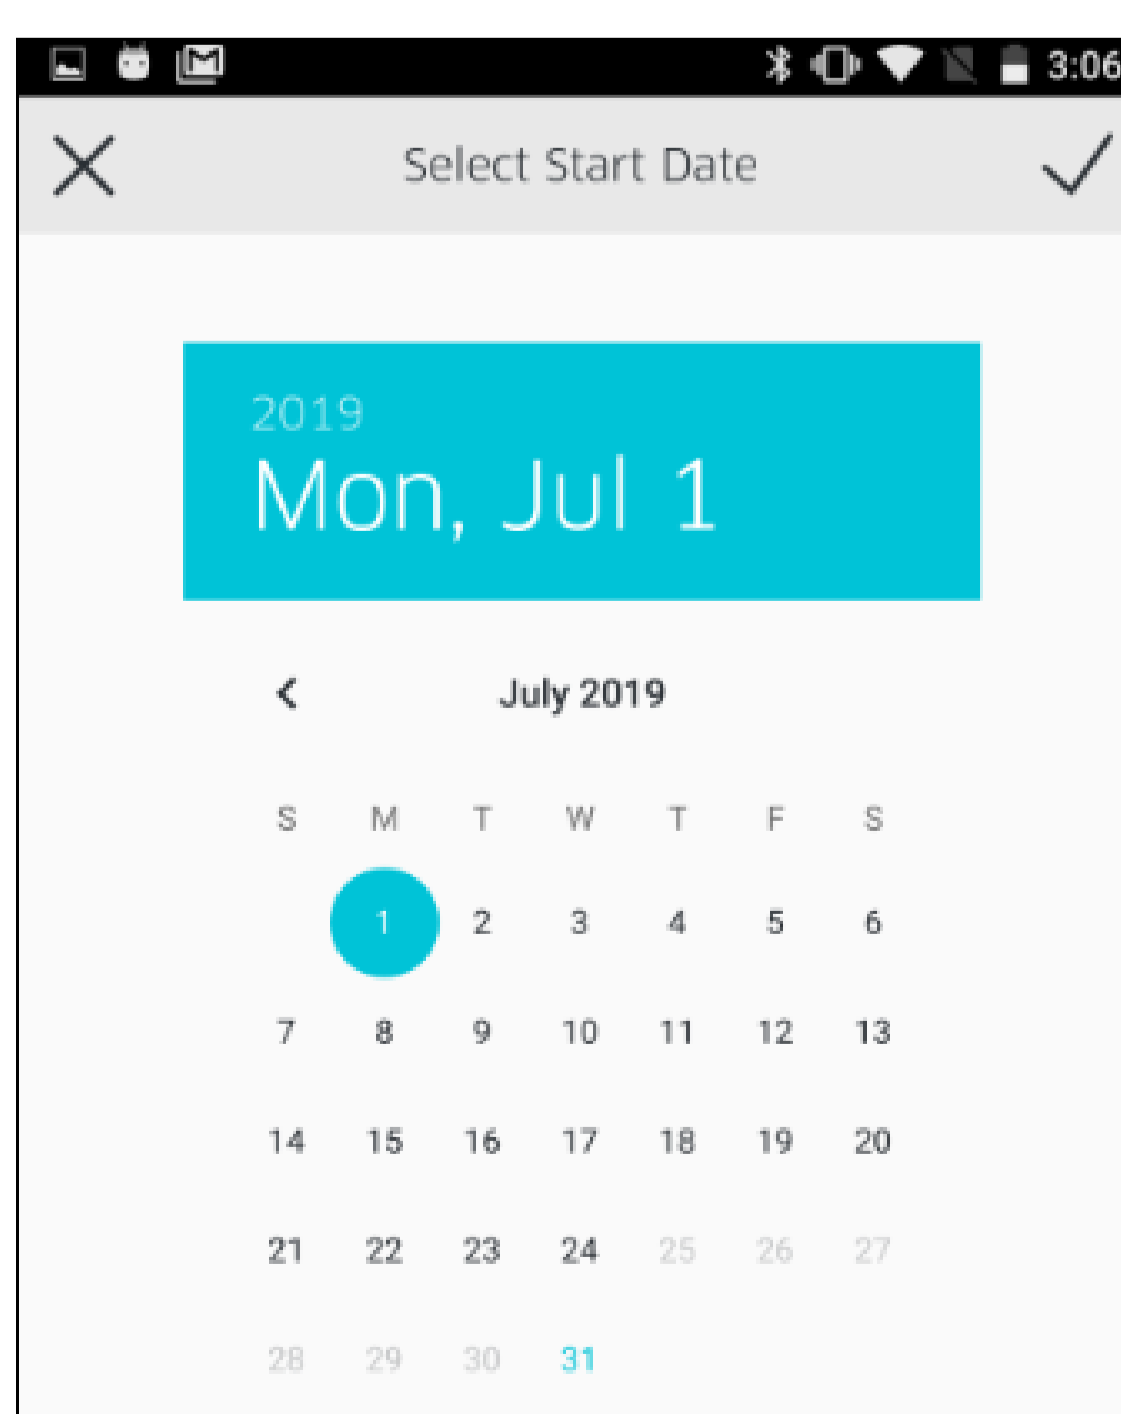 3:06
Select Start Date
2019
Mon, Jul 1
July 2019
S M T W T F S
1 2 3 4 5 6
7 8 9 10 11 12 13
14 15 16 17 18 19 20
21 22 23 24 25 26 27
28 29 30 31